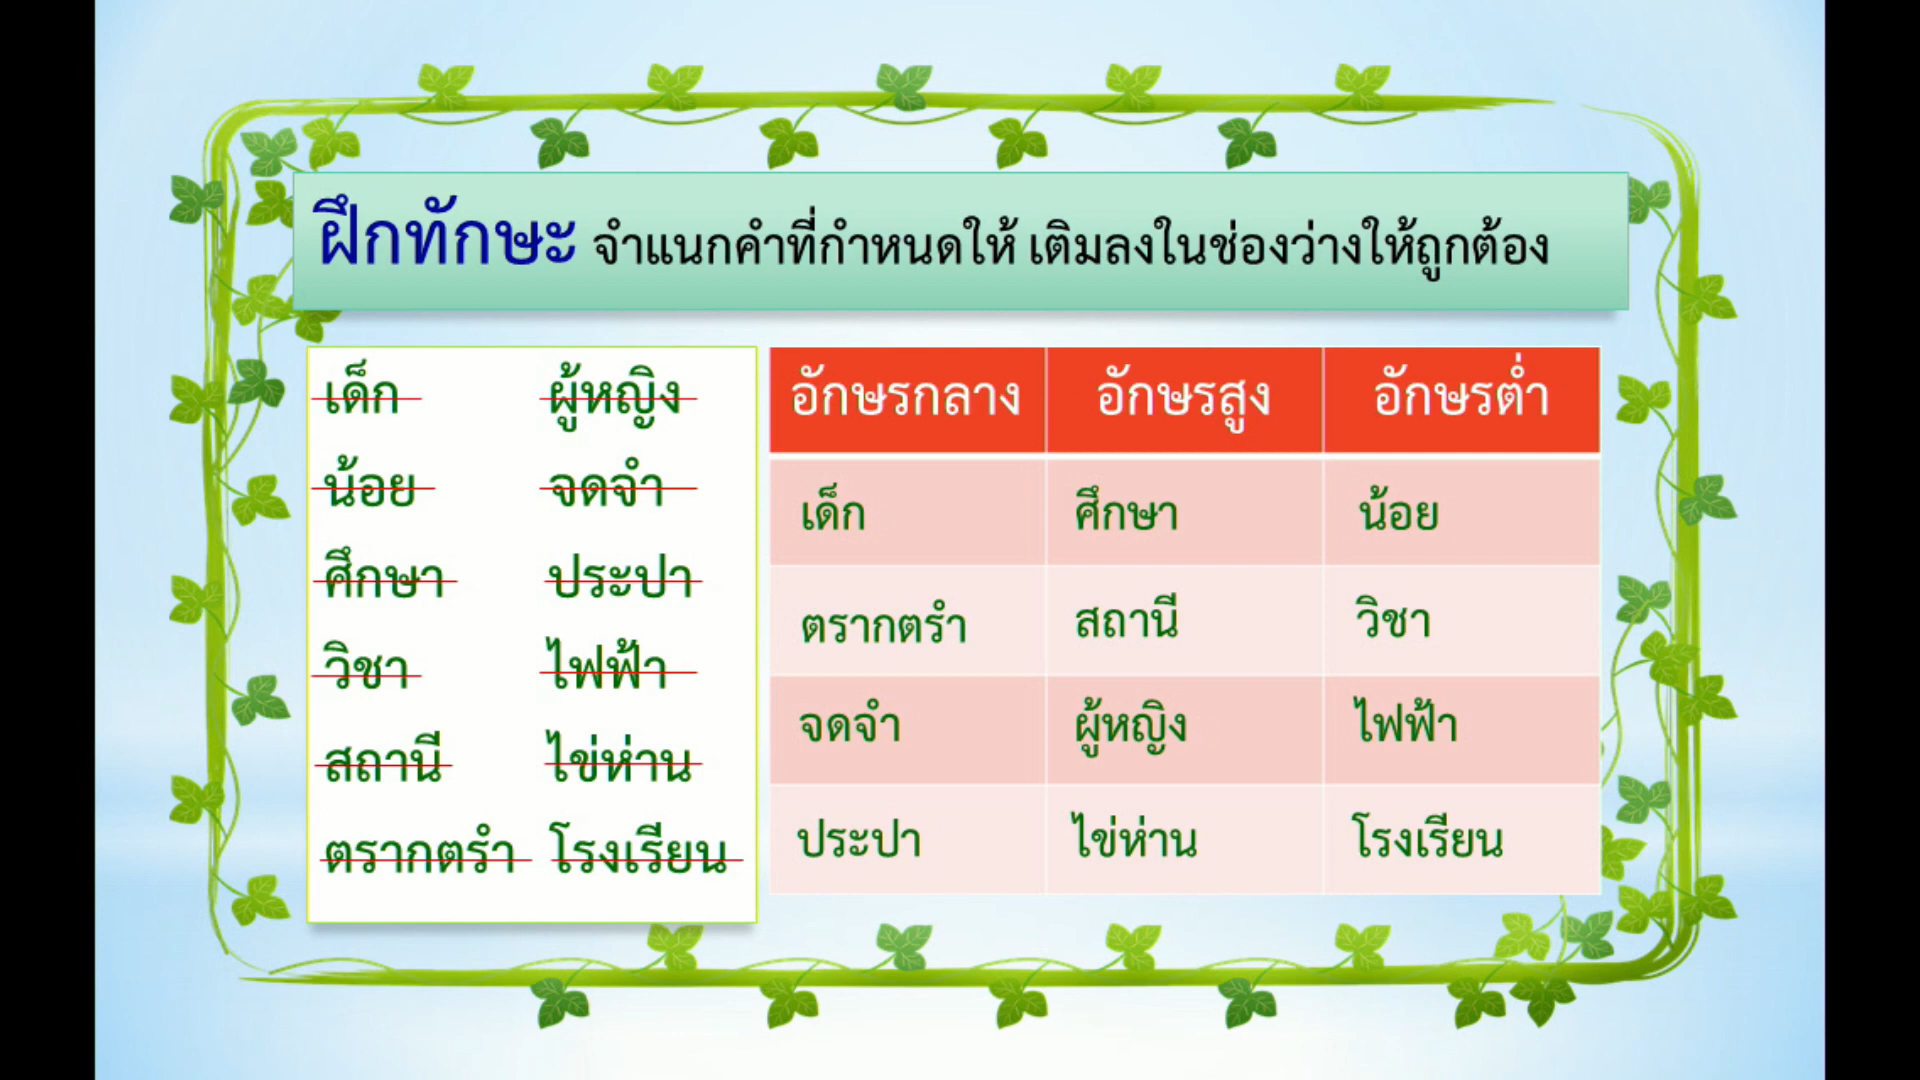 ฝึกทักษะ จำแนกคำที่กำหนดให้ เติมลงในช่องว่างให้ถูกต้อง
เด็ก ผู้หญิง
น้อย จดจำ
ศึกษา ประปา
วิชา ไฟฟ้า
สถานี ไข่ห่าน
ตรากตรำ โรงเรียน
อักษรกลาง อักษรสูง อักษรต่ำ
เด็ก ศึกษา น้อย
ตรากตรำ สถานี วิชา
จดจำ ผู้หญิง ไฟฟ้า
ประปา ไข่ห่าน โรงเรียน